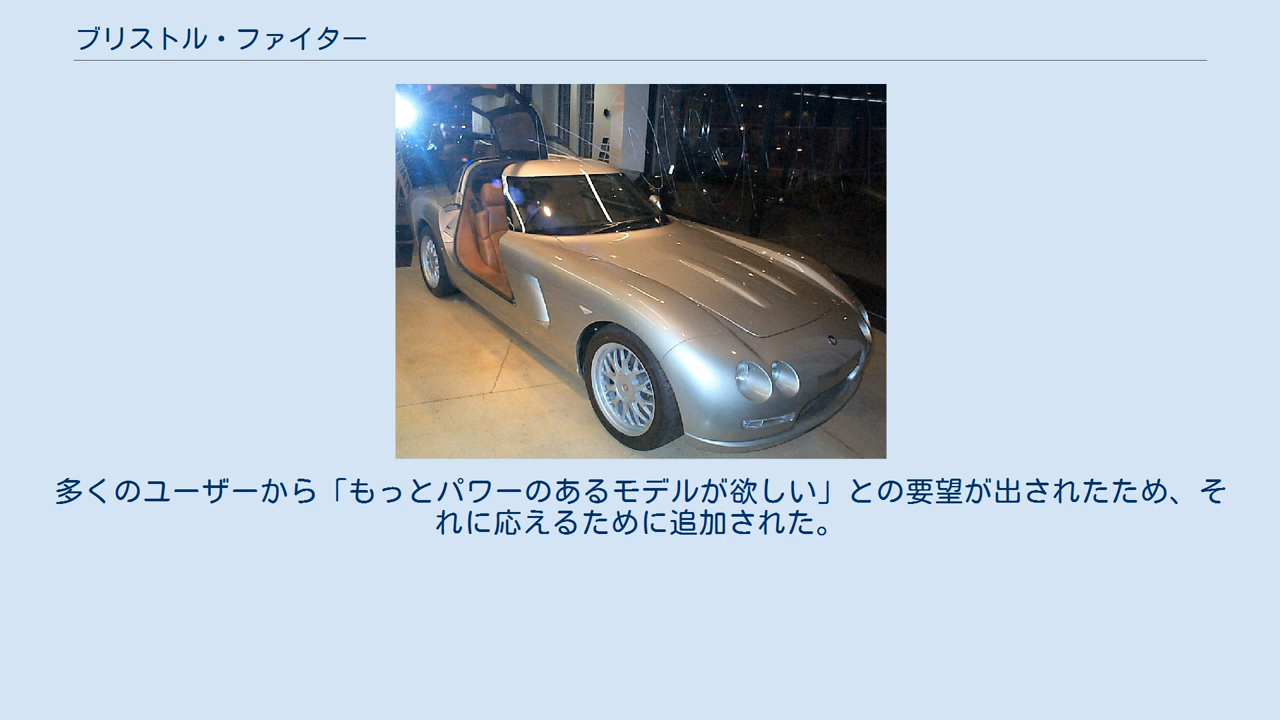 ブリストル・ファイター
多くのユーザーから「もっとパワーのあるモデルが欲しい」との要望が出されたため、そ
れに応えるために追加された。